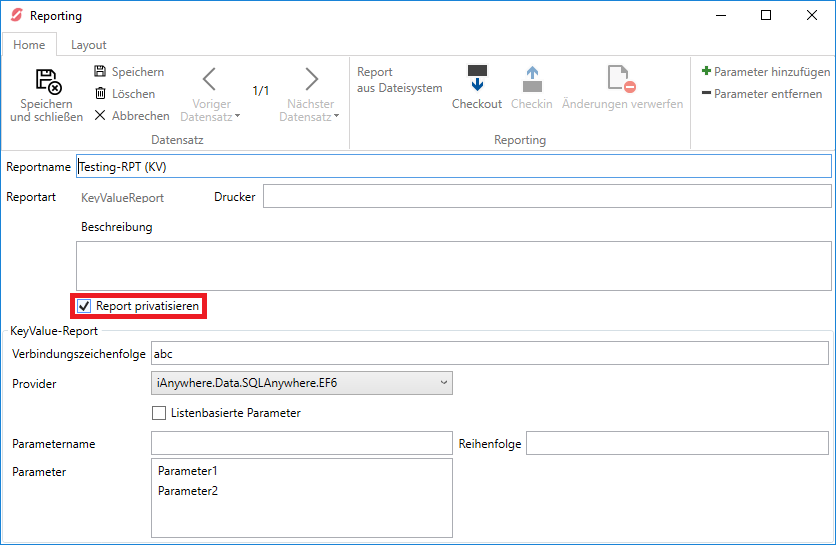 Reporting
Home Layout
Speichern und schließen
Speichern
Löschen
Abbrechen
Voriger Datensatz
1/1
Nächster Datensatz
Datensatz
Report aus Dateisystem
Checkout
Checkin
Änderungen verwerfen
Reporting
Parameter hinzufügen
Parameter entfernen
Reportname Testing-RPT (KV)
Reportart KeyValueReport Drucker
Beschreibung
Report privatisieren
KeyValue-Report
Verbindungszeichenfolge abc
Provider iAnywhere.Data.SQLAnywhere.EF6
Listenbasierte Parameter
Parametername Reihenfolge
Parameter Parameter1
Parameter2